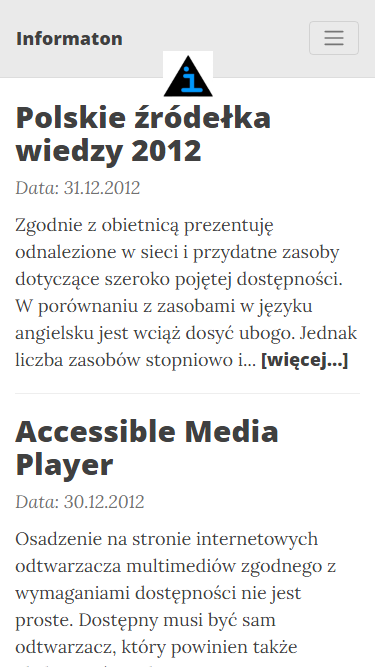 Informaton
i
Polskie źródełka
wiedzy 2012
Data: 31.12.2012
Zgodnie z obietnicą prezentuję
odnalezione w sieci i przydatne zasoby
dotyczące szeroko pojętej dostępności.
W porównaniu z zasobami w języku
angielsku jest wciąż dosyć ubogo. Jednak
liczba zasobów stopniowo i... [więcej...]
Accessible Media
Player
Data: 30.12.2012
Osadzenie na stronie internetowych
odtwarzacza multimediów zgodnego z
wymaganiami dostępności nie jest
proste. Dostępny musi być sam
odtwarzacz, który powinien także